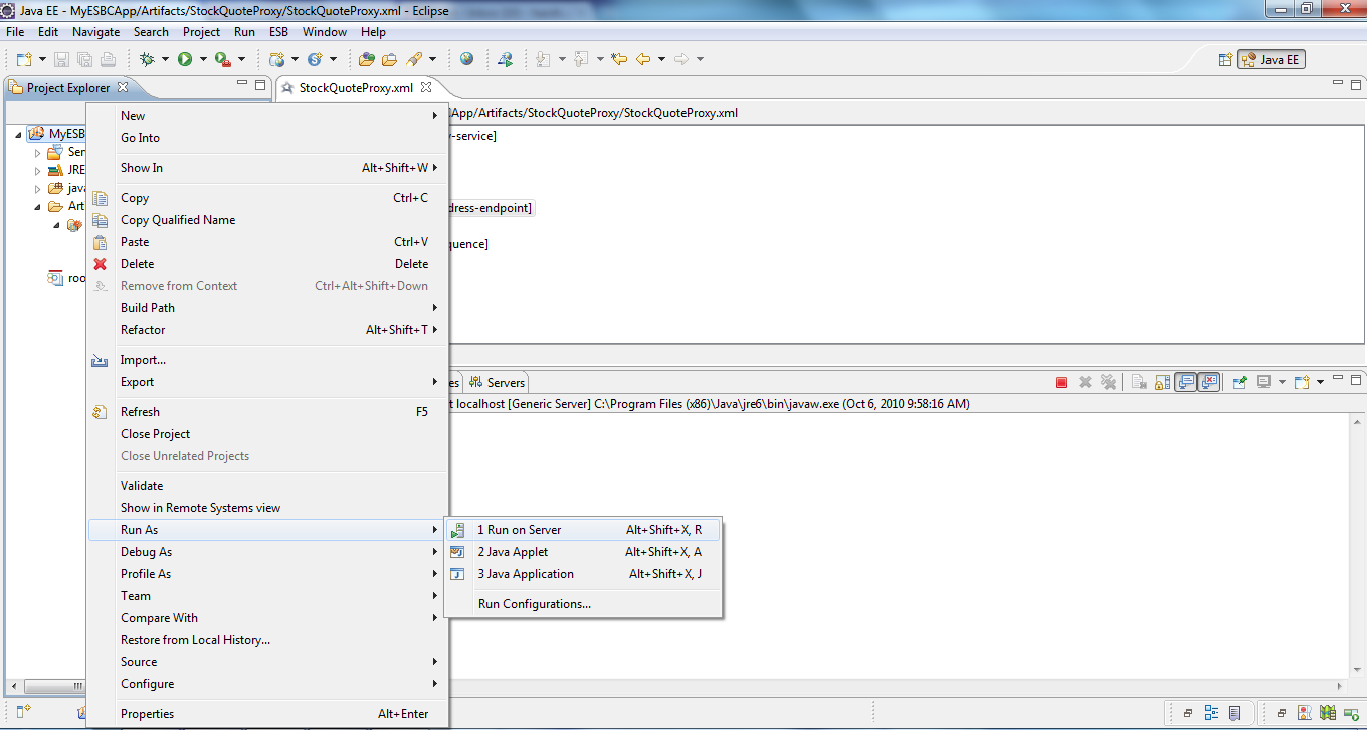 Java EE - MyESBCApp/Artifacts/StockQuoteProxy/StockQuoteProxy.xml - Eclipse
File Edit Navigate Search Project Run ESB Window Help
Java EE
Project Explorer
StockQuoteProxy.xml
App/Artifacts/StockQuoteProxy/StockQuoteProxy.xml
MyESB
-service]
Ser
JRE
java
Art
dress-endpoint]
quence]
roo
New
Go Into
Show In Alt+Shift+W
Copy Ctrl+C
Copy Qualified Name
Paste Ctrl+V
Delete Delete
Remove from Context Ctrl+Alt+Shift+Down
Build Path
Refactor Alt+Shift+T
Import...
Export
Refresh F5
Close Project
Close Unrelated Projects
Validate
Show in Remote Systems view
Run As
Debug As
Profile As
Team
Compare With
Restore from Local History...
Source
Configure
Properties Alt+Enter
es Servers
t localhost [Generic Server] C:\Program Files (x86)\Java\jre6\bin\javaw.exe (Oct 6, 2010 9:58:16 AM)
1 Run on Server Alt+Shift+X, R
2 Java Applet Alt+Shift+X, A
3 Java Application Alt+Shift+X, J
Run Configurations...